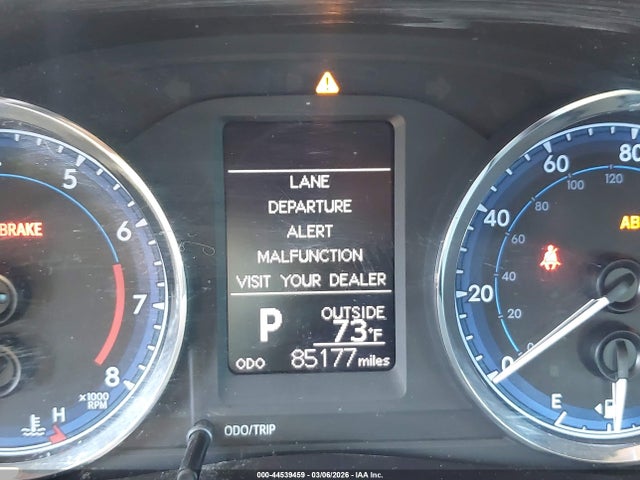 LANE
DEPARTURE
ALERT
MALFUNCTION
VISIT YOUR DEALER
P OUTSIDE
73°F
ODO 85177 miles
ODO/TRIP
BRAKE
5
6
7
8
x1000
RPM
H
80
60
40
20
0
120
100
80
60
40
20
0
AB
E
000-44539459 | 03/06/2026 - IAA Inc.